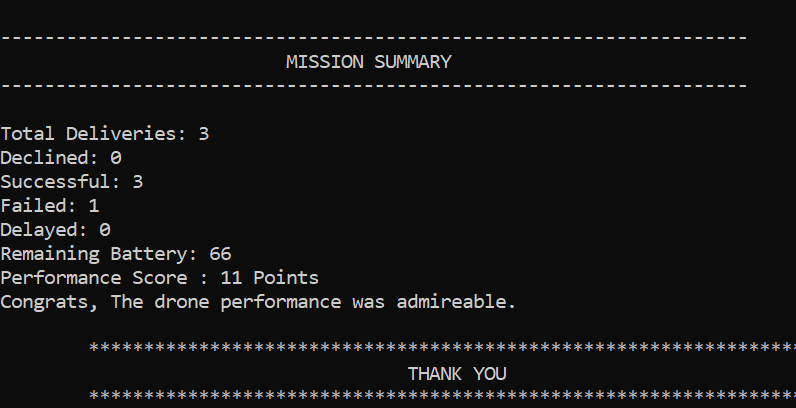 --------------------------------------------------------------------
MISSION SUMMARY
--------------------------------------------------------------------
Total Deliveries: 3
Declined: 0
Successful: 3
Failed: 1
Delayed: 0
Remaining Battery: 66
Performance Score : 11 Points
Congrats, The drone performance was admireable.
*****************************************************************
THANK YOU
*****************************************************************